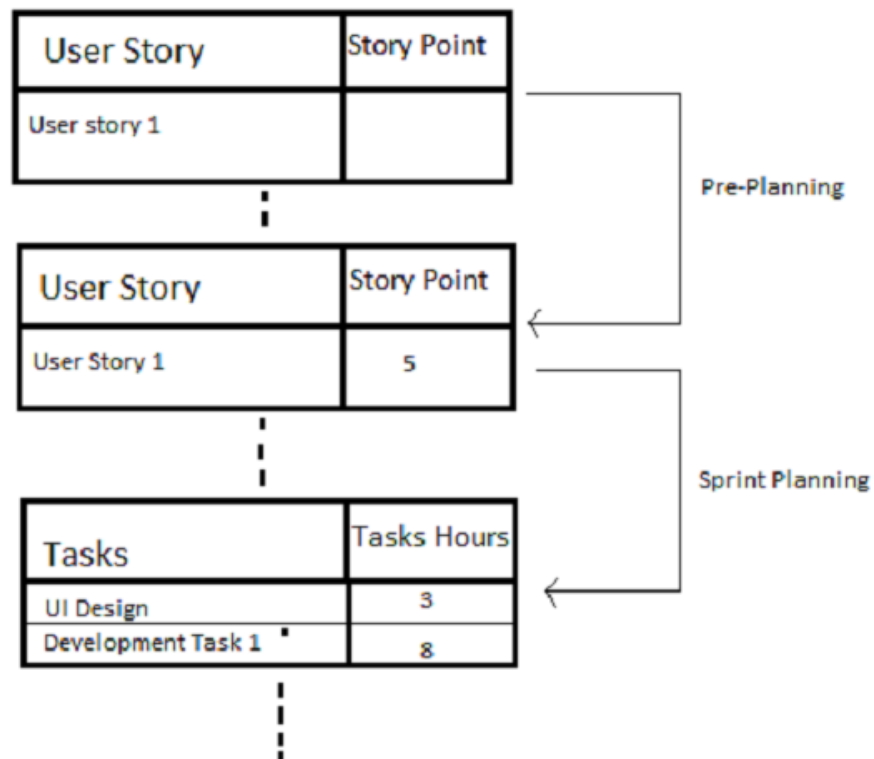 User Story Story Point
User story 1
Pre-Planning
User Story Story Point
User Story 1 5
Sprint Planning
Tasks Tasks Hours
UI Design 3
Development Task 1 8